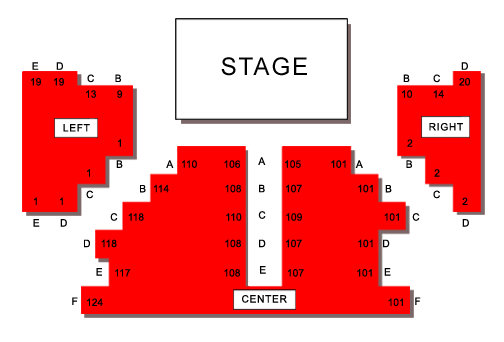 STAGE
E D
19 19
C B
13 9
LEFT
1
B
1
C
1 1
E D
D
20
B C
10 14
RIGHT
2
B
2
C
2
D
A 110 106 A 105 101 A
B 114 108 B 107 101 B
C 118 110 C 109 101 C
D 118 108 D 107 101 D
E 117 108 E 107 101 E
F 124 CENTER 101 F